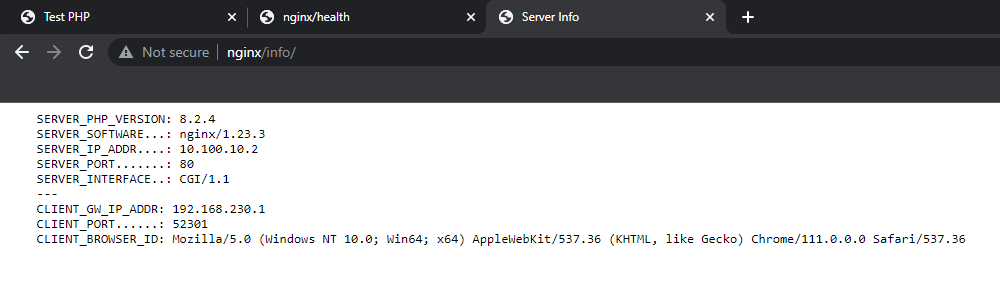 Test PHP
nginx/health
Server Info
Not secure
nginx/info/
SERVER_PHP_VERSION: 8.2.4
SERVER_SOFTWARE...: nginx/1.23.3
SERVER_IP_ADDR....: 10.100.10.2
SERVER_PORT.......: 80
SERVER_INTERFACE..: CGI/1.1
---
CLIENT_GW_IP_ADDR: 192.168.230.1
CLIENT_PORT......: 52301
CLIENT_BROWSER_ID: Mozilla/5.0 (Windows NT 10.0; Win64; x64) AppleWebKit/537.36 (KHTML, like Gecko) Chrome/111.0.0.0 Safari/537.36